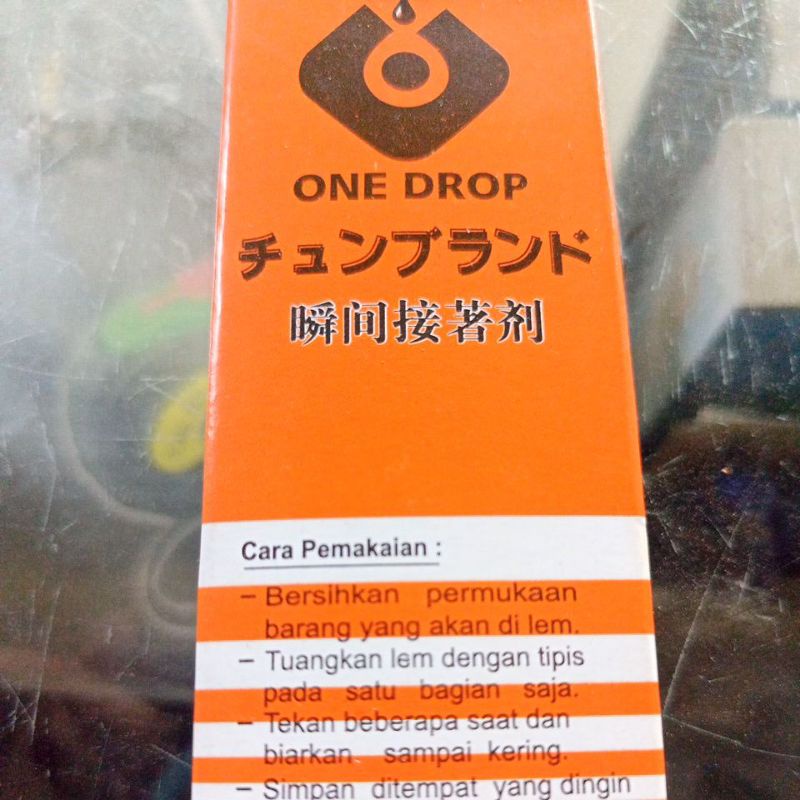 ONE DROP
チュンブランド
瞬间接著剂
Cara Pemakaian :
- Bersihkan permukaan
barang yang akan di lem.
- Tuangkan lem dengan tipis
pada satu bagian saja.
- Tekan beberapa saat dan
biarkan sampai kering.
- Simpan ditempat yang dingin